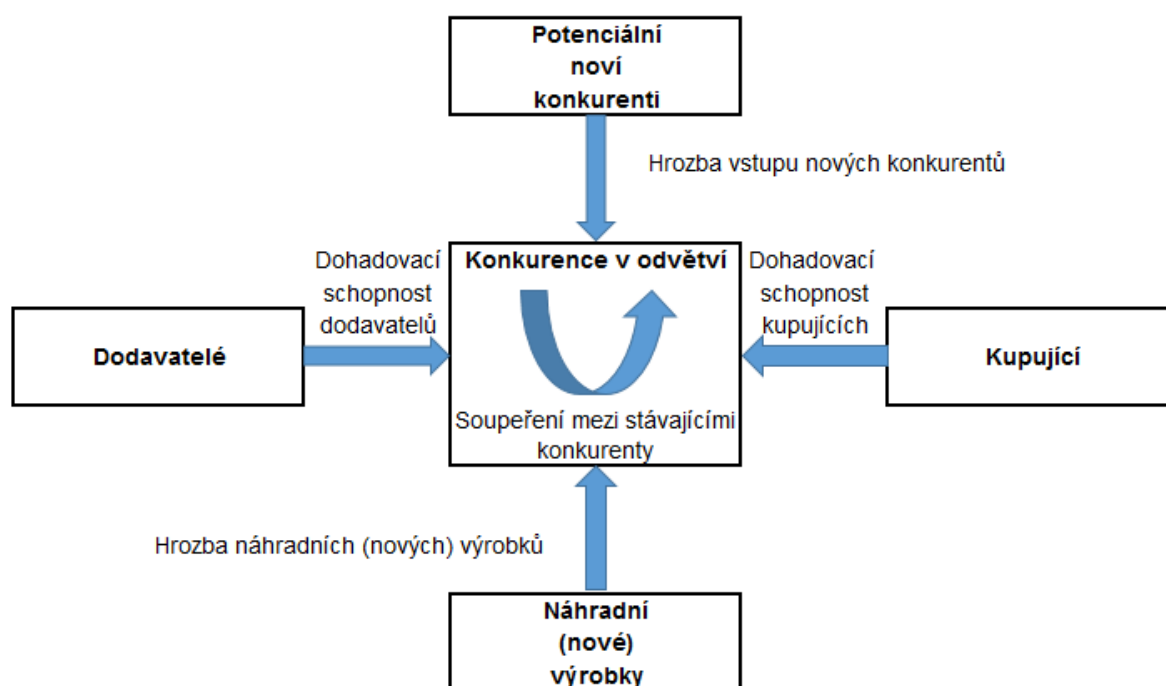 Potenciální
noví
konkurenti
Hrozba vstupu nových konkurentů
Dohadovací
schopnost
dodavatelů
Konkurence v odvětví
Dohadovací
schopnost
kupujících
Dodavatelé
Kupující
Soupeření mezi stávajícími
konkurenty
Hrozba náhradních (nových) výrobků
Náhradní
(nové)
výrobky